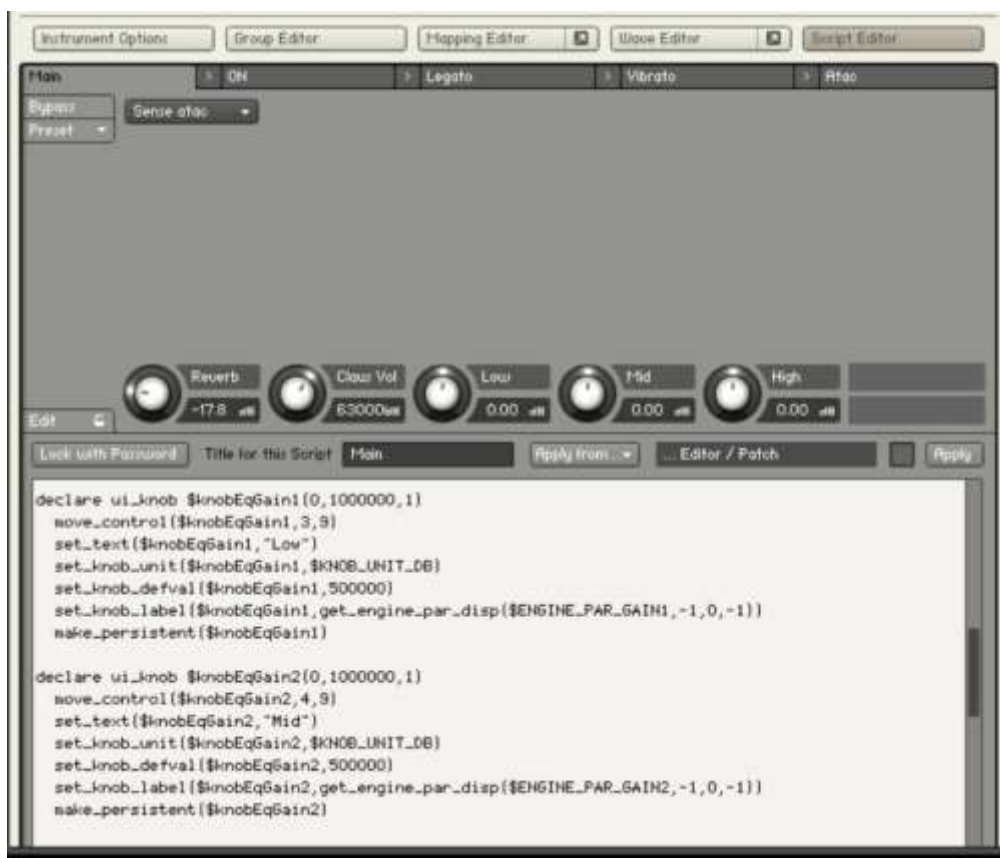 Instrument Options
Group Editor
Mapping Editor
Wave Editor
Script Editor
Main
ON
Legato
Vibrato
Atac
Bypass
Preset
Sense atac
Reverb
-17.8 dB
Claus Vol
63000
Low
0.00 dB
Mid
0.00 dB
High
0.00 dB
Edit
Lock with Password
Title for this Script
Main
Apply from...
... Editor / Patch
Apply
declare ui_knob $knobEqGain1(0,1000000,1)
move_control($knobEqGain1,3,9)
set_text($knobEqGain1,"Low")
set_knob_unit($knobEqGain1,$KNOB_UNIT_DB)
set_knob_defval($knobEqGain1,500000)
set_knob_label($knobEqGain1,get_engine_par_disp($ENGINE_PAR_GAIN1,-1,0,-1))
make_persistent($knobEqGain1)
declare ui_knob $knobEqGain2(0,1000000,1)
move_control($knobEqGain2,4,9)
set_text($knobEqGain2,"Mid")
set_knob_unit($knobEqGain2,$KNOB_UNIT_DB)
set_knob_defval($knobEqGain2,500000)
set_knob_label($knobEqGain2,get_engine_par_disp($ENGINE_PAR_GAIN2,-1,0,-1))
make_persistent($knobEqGain2)